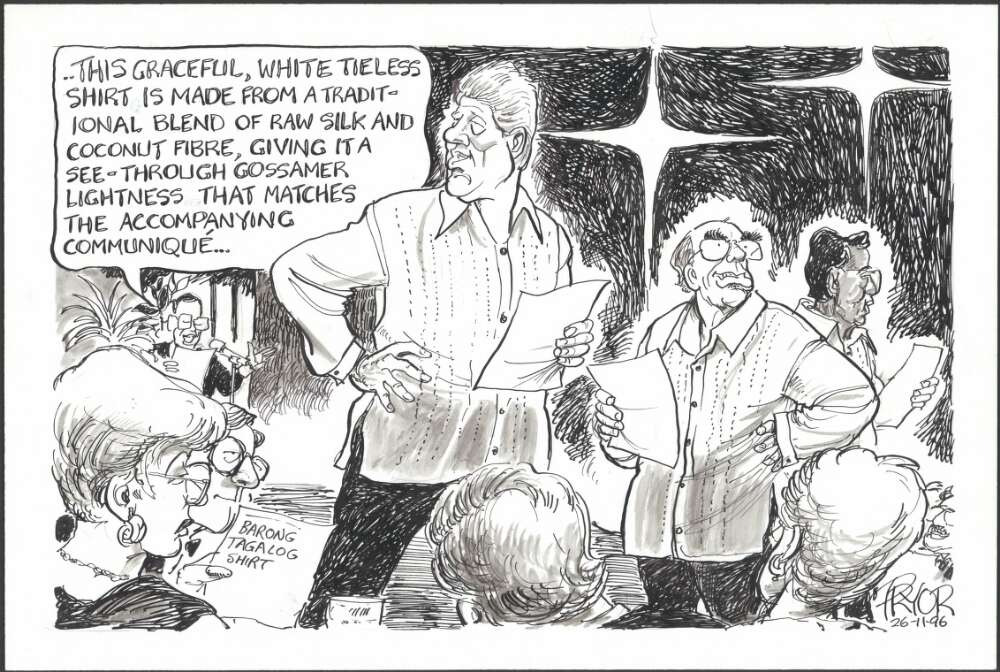 ..THIS GRACEFUL, WHITE TIELESS
SHIRT IS MADE FROM A TRADIT-
IONAL BLEND OF RAW SILK AND
COCONUT FIBRE, GIVING IT A
SEE-THROUGH GOSSAMER
LIGHTNESS THAT MATCHES
THE ACCOMPANYING
COMMUNIQUÊ...
BARONG
TAGALOG
SHIRT
PRYOR
26-11-96